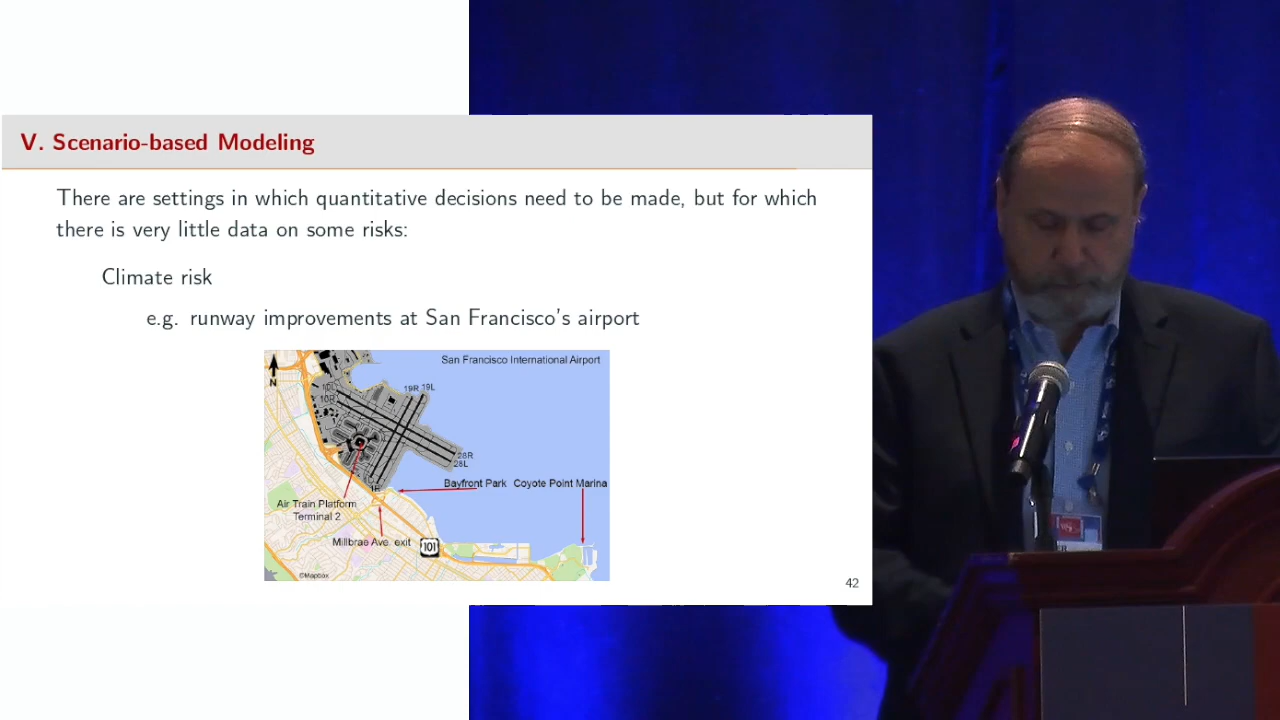 V. Scenario-based Modeling
There are settings in which quantitative decisions need to be made, but for which
there is very little data on some risks:
Climate risk
e.g. runway improvements at San Francisco's airport
San Francisco International Airport
N
10L
10R
19R 19L
28R
28L
Bayfront Park Coyote Point Marina
Air Train Platform
Terminal 2
Millbrae Ave. exit
101
©Mapbox
42